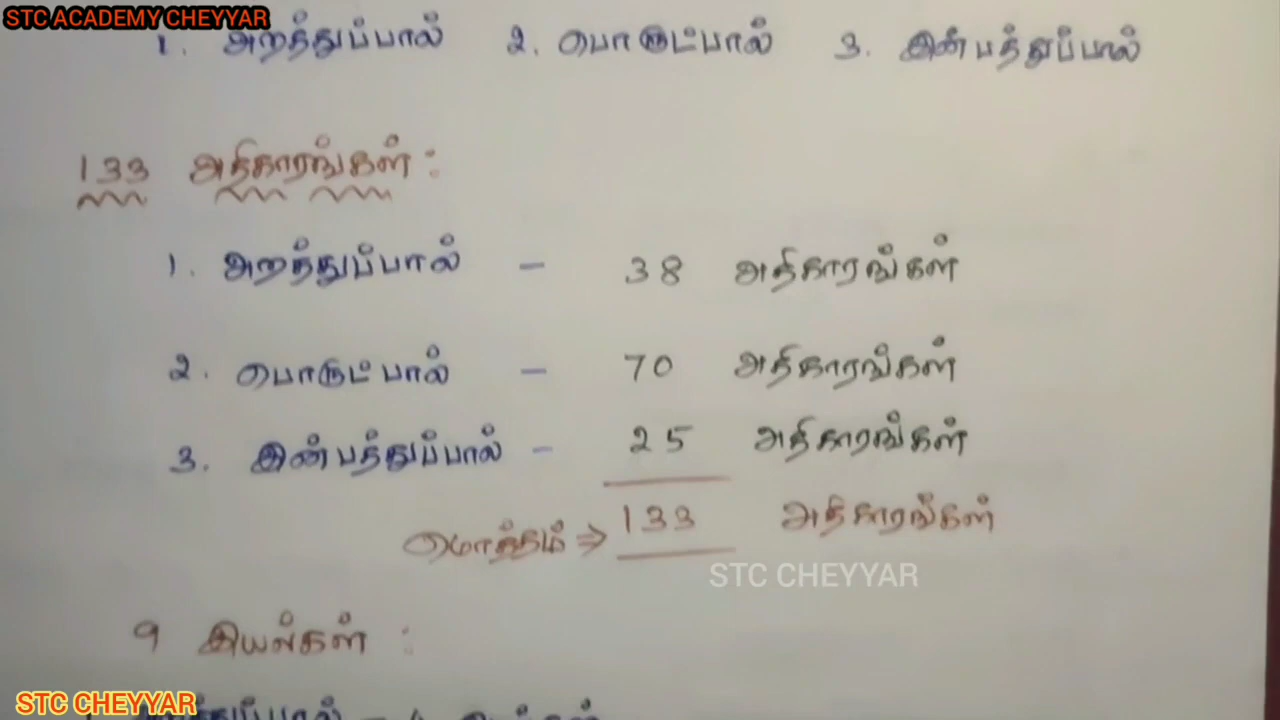 STC ACADEMY CHEYYAR
1. அறத்துப்பால் 2. பொருட்பால் 3. இன்பத்துப்பால்
133 அதிகாரங்கள் :
1. அறத்துப்பால் - 38 அதிகாரங்கள்
2. பொருட்பால் - 70 அதிகாரங்கள்
3. இன்பத்துப்பால் - 25 அதிகாரங்கள்
மொத்தம் ⇒ 133 அதிகாரங்கள்
STC CHEYYAR
9 இயல்கள் :
STC CHEYYAR